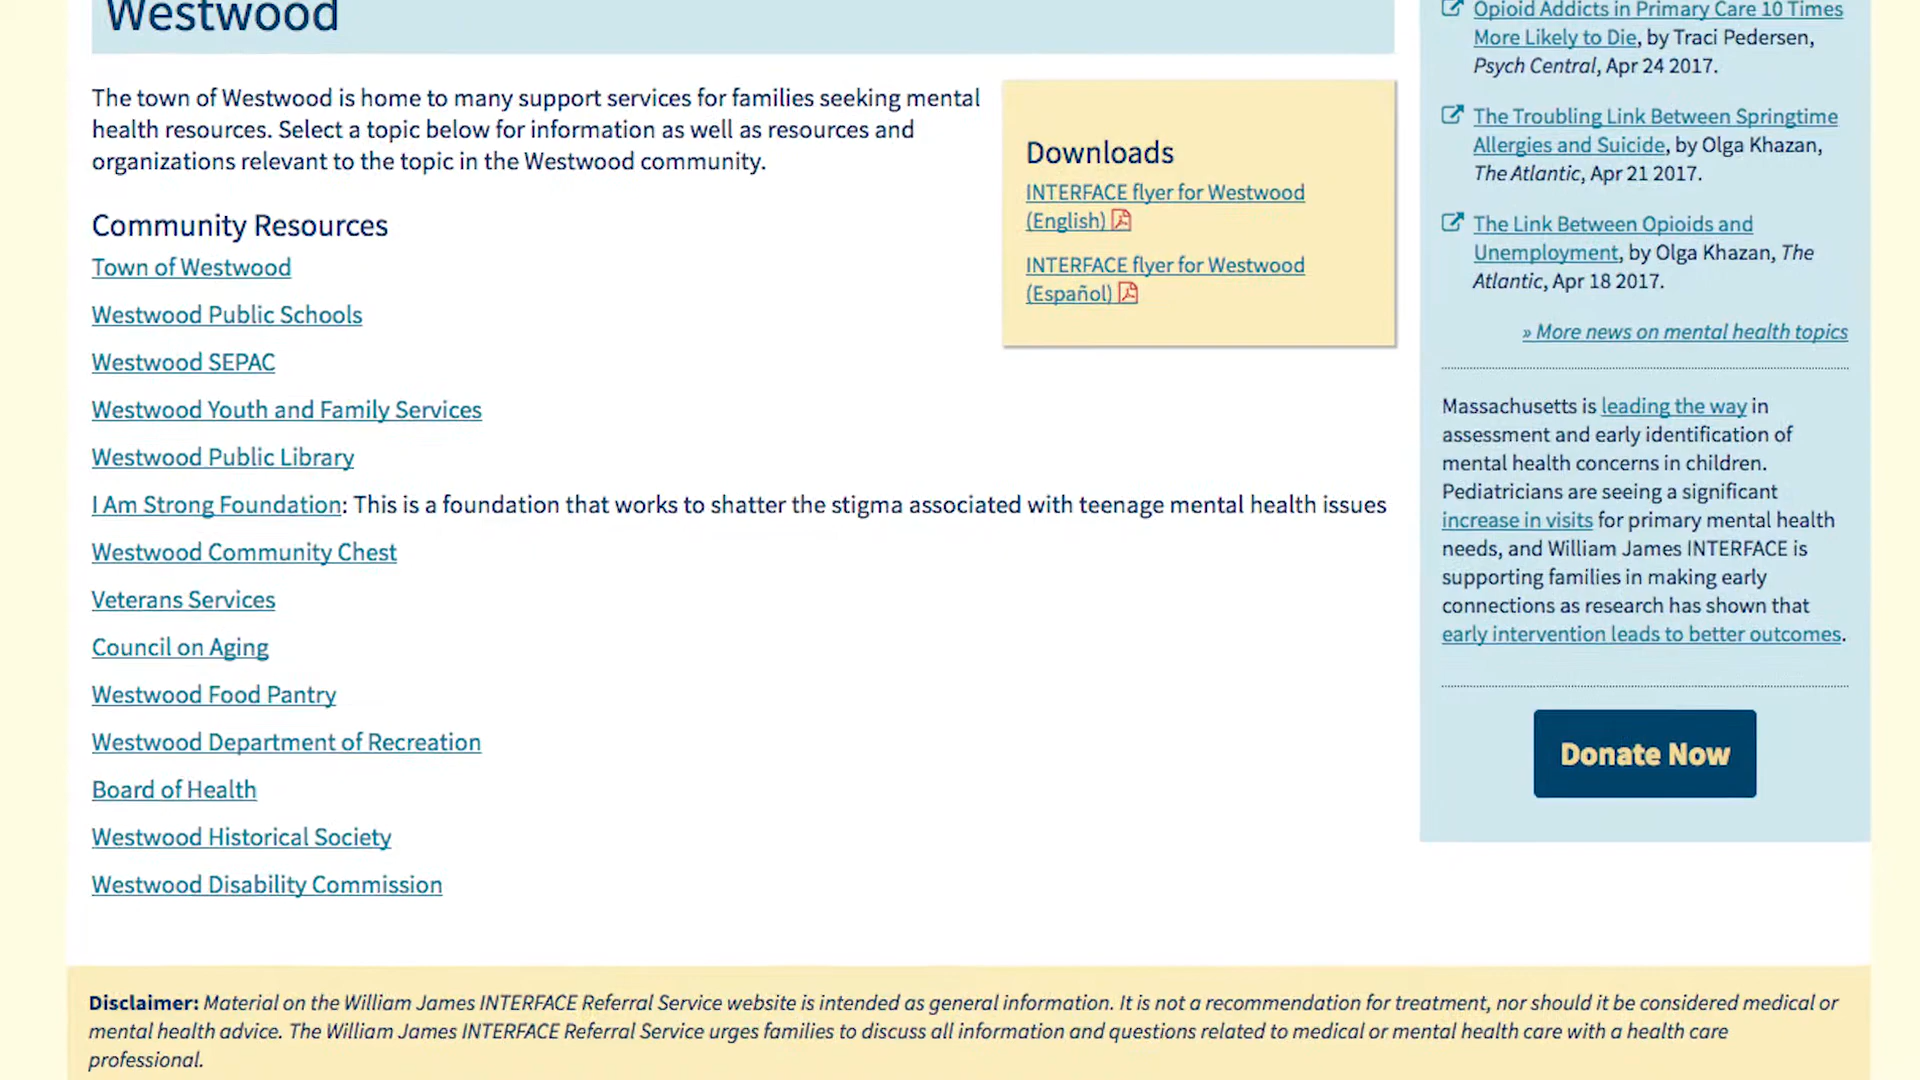 Westwood
The town of Westwood is home to many support services for families seeking mental
health resources. Select a topic below for information as well as resources and
organizations relevant to the topic in the Westwood community.
Community Resources
Town of Westwood
Westwood Public Schools
Westwood SEPAC
Westwood Youth and Family Services
Westwood Public Library
I Am Strong Foundation: This is a foundation that works to shatter the stigma associated with teenage mental health issues
Westwood Community Chest
Veterans Services
Council on Aging
Westwood Food Pantry
Westwood Department of Recreation
Board of Health
Westwood Historical Society
Westwood Disability Commission
Downloads
INTERFACE flyer for Westwood
(English)
INTERFACE flyer for Westwood
(Español)
Opioid Addicts in Primary Care 10 Times
More Likely to Die, by Traci Pedersen,
Psych Central, Apr 24 2017.
The Troubling Link Between Springtime
Allergies and Suicide, by Olga Khazan,
The Atlantic, Apr 21 2017.
The Link Between Opioids and
Unemployment, by Olga Khazan, The
Atlantic, Apr 18 2017.
» More news on mental health topics
Massachusetts is leading the way in
assessment and early identification of
mental health concerns in children.
Pediatricians are seeing a significant
increase in visits for primary mental health
needs, and William James INTERFACE is
supporting families in making early
connections as research has shown that
early intervention leads to better outcomes.
Donate Now
Disclaimer: Material on the William James INTERFACE Referral Service website is intended as general information. It is not a recommendation for treatment, nor should it be considered medical or
mental health advice. The William James INTERFACE Referral Service urges families to discuss all information and questions related to medical or mental health care with a health care
professional.